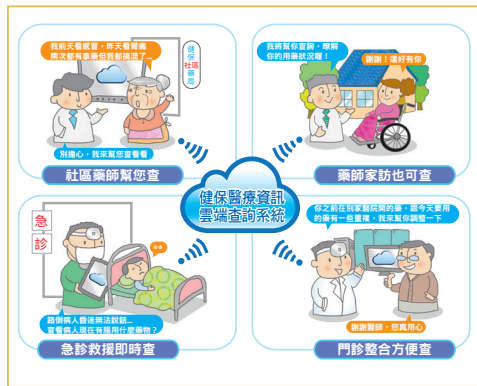 我前天看感冒，昨天看胃痛
兩次都有拿藥但我都搞混了...
健保社區藥局
別擔心，我來幫您查看看
社區藥師幫您查
我將幫你查詢，瞭解
你的用藥狀況喔！
謝謝！還好有你
藥師家訪也可查
健保醫療資訊
雲端查詢系統
急診
路倒病人昏迷無法說話...
查看病人現在有服用什麼藥物？
急診救援即時查
你之前在別家醫院開的藥，跟今天要用
的藥有一些重複，我來幫你調整一下
謝謝醫師，您真用心
門診整合方便查